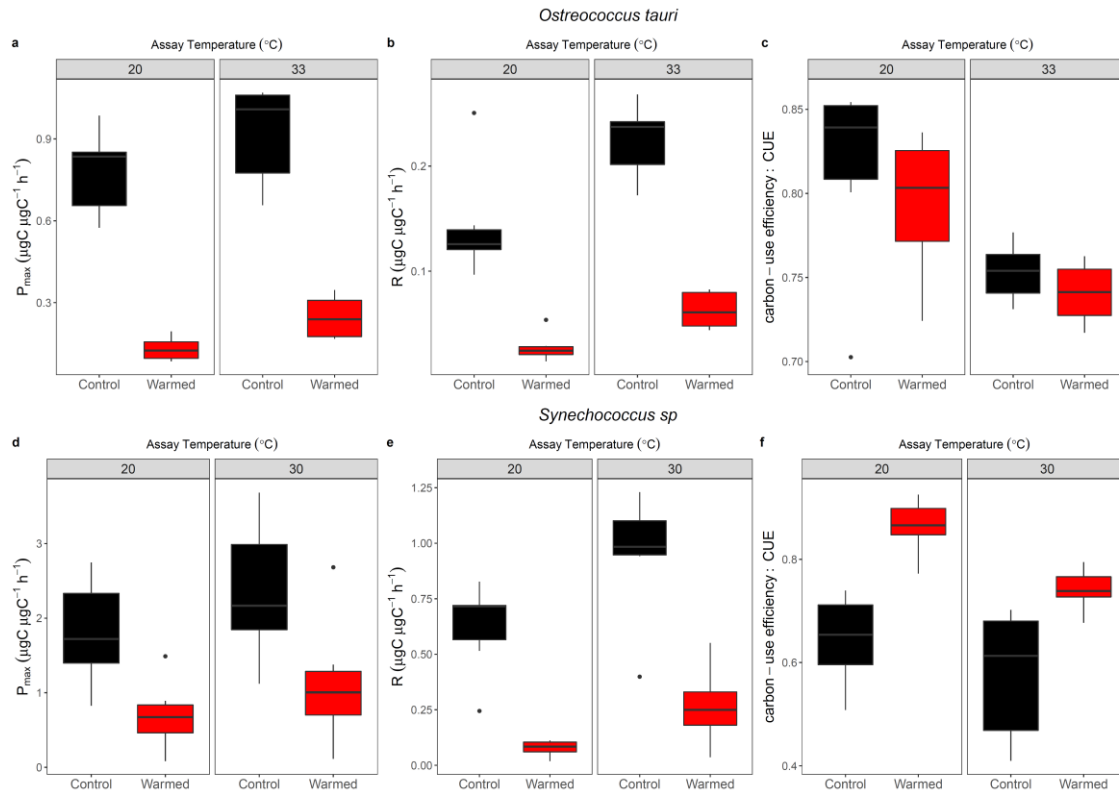 Ostreococcus tauri
a
Assay Temperature (°C)
20
33
Pmax (µgC µgC⁻¹ h⁻¹)
0.9
0.6
0.3
Control
Warmed
Control
Warmed
b
Assay Temperature (°C)
20
33
R (µgC µgC⁻¹ h⁻¹)
0.2
0.1
Control
Warmed
Control
Warmed
c
Assay Temperature (°C)
20
33
carbon−use efficiency: CUE
0.85
0.80
0.75
0.70
Control
Warmed
Control
Warmed
Synechococcus sp
d
Assay Temperature (°C)
20
30
Pmax (µgC µgC⁻¹ h⁻¹)
3
2
1
0
Control
Warmed
Control
Warmed
e
Assay Temperature (°C)
20
30
R (µgC µgC⁻¹ h⁻¹)
1.25
1.00
0.75
0.50
0.25
0.00
Control
Warmed
Control
Warmed
f
Assay Temperature (°C)
20
30
carbon−use efficiency: CUE
0.8
0.6
0.4
Control
Warmed
Control
Warmed